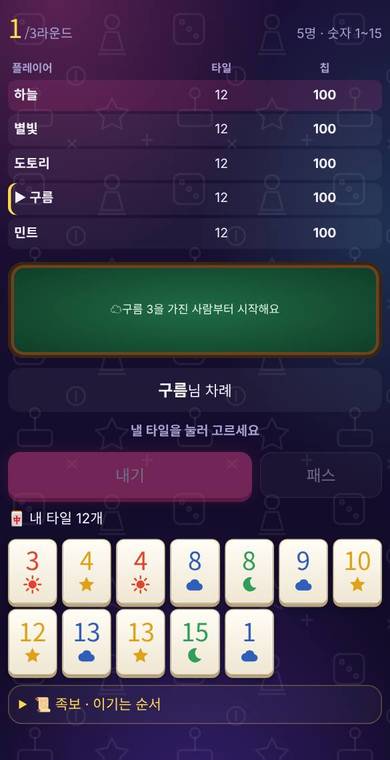 1/3라운드 5명 · 숫자 1~15
플레이어 타일 칩
하늘 12 100
별빛 12 100
도토리 12 100
▶ 구름 12 100
민트 12 100
☁구름 3을 가진 사람부터 시작해요
구름님 차례
낼 타일을 눌러 고르세요
내기 패스
🀄 내 타일 12개
3 4 4 8 8 9 10
12 13 13 15 1
▶ 📜 족보 · 이기는 순서